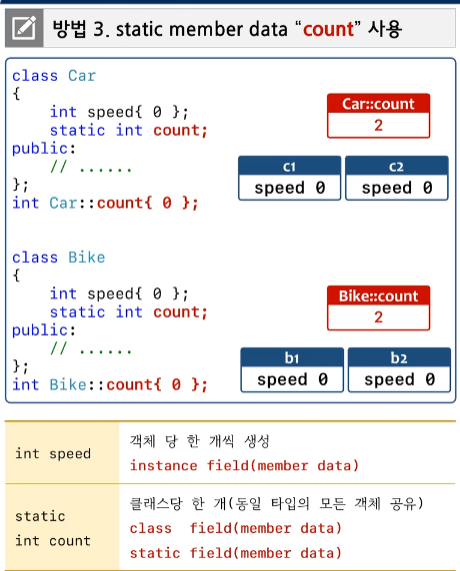 방법 3. static member data “count” 사용
class Car
{
    int speed{ 0 };
    static int count;
public:
    // ......
};
int Car::count{ 0 };
Car::count
2
c1
speed 0
c2
speed 0
class Bike
{
    int speed{ 0 };
    static int count;
public:
    // ......
};
int Bike::count{ 0 };
Bike::count
2
b1
speed 0
b2
speed 0
int speed
객체 당 한 개씩 생성
instance field(member data)
static
int count
클래스당 한 개(동일 타입의 모든 객체 공유)
class  field(member data)
static field(member data)